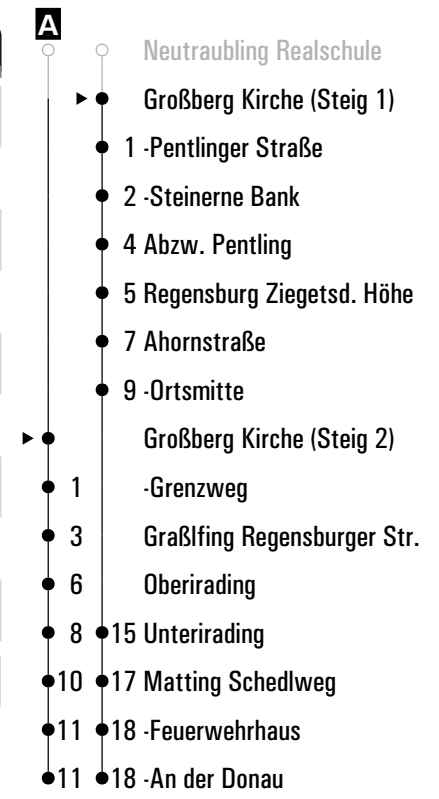 A
Neutraubling Realschule
Großberg Kirche (Steig 1)
1 -Pentlinger Straße
2 -Steinerne Bank
4 Abzw. Pentling
5 Regensburg Ziegetsd. Höhe
7 Ahornstraße
9 -Ortsmitte
Großberg Kirche (Steig 2)
1 -Grenzweg
3 Graßlfing Regensburger Str.
6 Oberirading
8 15 Unterirading
10 17 Matting Schedlweg
11 18 -Feuerwehrhaus
11 18 -An der Donau